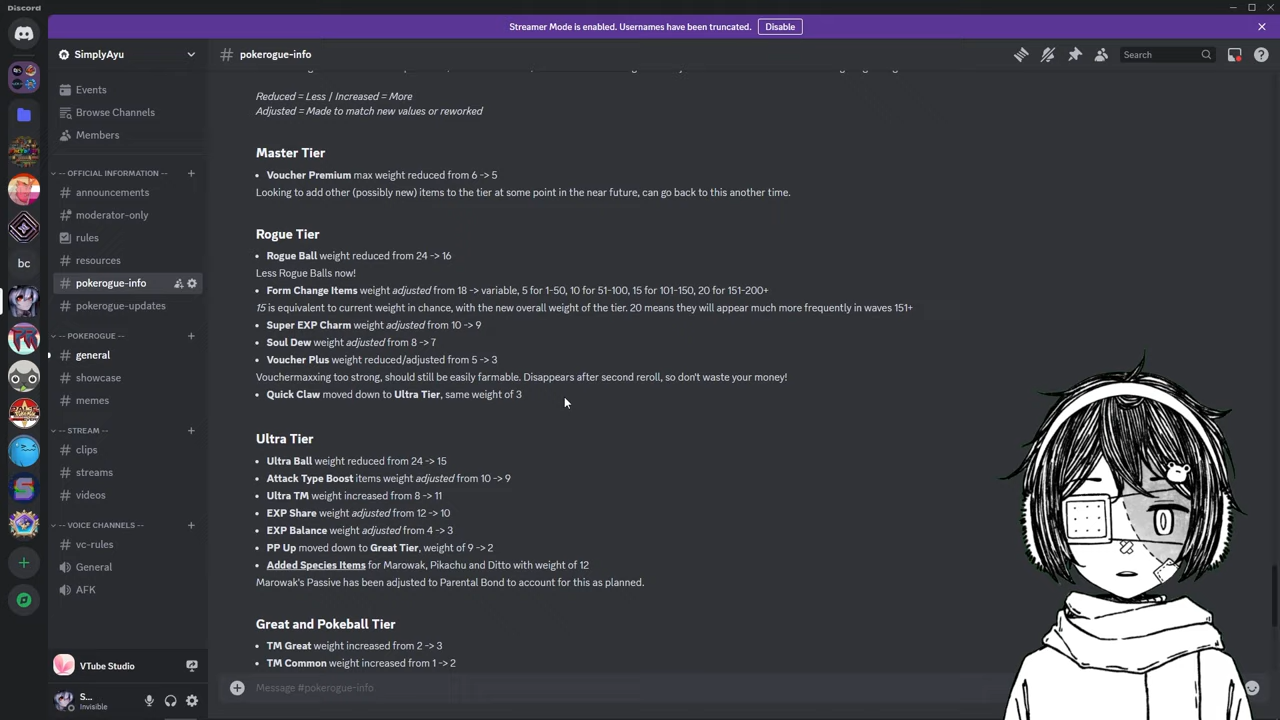 Discord
Streamer Mode is enabled. Usernames have been truncated.
Disable
SimplyAyu
pokerogue-info
Search
Events
Browse Channels
Members
-- OFFICIAL INFORMATION --
announcements
moderator-only
rules
resources
pokerogue-info
pokerogue-updates
-- POKEROGUE --
general
showcase
memes
-- STREAM --
clips
streams
videos
-- VOICE CHANNELS --
vc-rules
General
AFK
VTube Studio
S...
Invisible
bc
Reduced = Less / Increased = More
Adjusted = Made to match new values or reworked
Master Tier
• Voucher Premium max weight reduced from 6 -> 5
Looking to add other (possibly new) items to the tier at some point in the near future, can go back to this another time.
Rogue Tier
• Rogue Ball weight reduced from 24 -> 16
Less Rogue Balls now!
• Form Change Items weight adjusted from 18 -> variable, 5 for 1-50, 10 for 51-100, 15 for 101-150, 20 for 151-200+
15 is equivalent to current weight in chance, with the new overall weight of the tier. 20 means they will appear much more frequently in waves 151+
• Super EXP Charm weight adjusted from 10 -> 9
• Soul Dew weight adjusted from 8 -> 7
• Voucher Plus weight reduced/adjusted from 5 -> 3
Vouchermaxxing too strong, should still be easily farmable. Disappears after second reroll, so don't waste your money!
• Quick Claw moved down to Ultra Tier, same weight of 3
Ultra Tier
• Ultra Ball weight reduced from 24 -> 15
• Attack Type Boost items weight adjusted from 10 -> 9
• Ultra TM weight increased from 8 -> 11
• EXP Share weight adjusted from 12 -> 10
• EXP Balance weight adjusted from 4 -> 3
• PP Up moved down to Great Tier, weight of 9 -> 2
• Added Species Items for Marowak, Pikachu and Ditto with weight of 12
Marowak's Passive has been adjusted to Parental Bond to account for this as planned.
Great and Pokeball Tier
• TM Great weight increased from 2 -> 3
• TM Common weight increased from 1 -> 2
Message #pokerogue-info